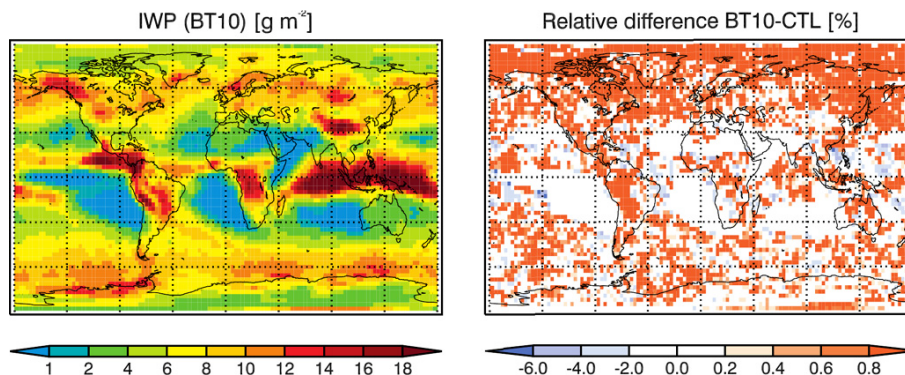 IWP (BT10) [g m⁻²]
Relative difference BT10-CTL [%]
1 2 4 6 8 10 12 14 16 18
-6.0 -4.0 -2.0 0.0 0.2 0.4 0.6 0.8